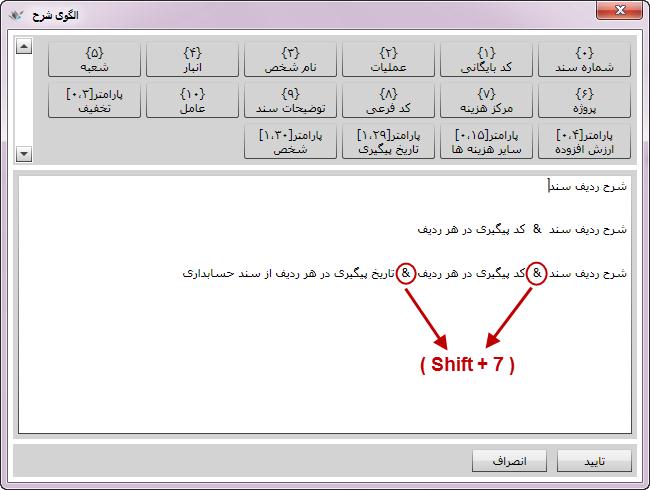 الگوی شرح
{۰}
شماره سند
{۱}
کد بایگانی
{۲}
عملیات
{۳}
نام شخص
{۴}
انبار
{۵}
شعبه
{۶}
پروژه
{۷}
مرکز هزینه
{۸}
کد فرعی
{۹}
توضیحات سند
{۱۰}
عامل
پارامتر[۰،۳]
تخفیف
پارامتر[۰،۴]
ارزش افزوده
پارامتر[۰،۱۵]
سایر هزینه ها
پارامتر[۱،۲۹]
تاریخ پیگیری
پارامتر[۱،۳۰]
شخص
شرح ردیف سند
شرح ردیف سند & کد پیگیری در هر ردیف
شرح ردیف سند & کد پیگیری در هر ردیف & تاریخ پیگیری در هر ردیف از سند حسابداری
( Shift + 7 )
تایید
انصراف